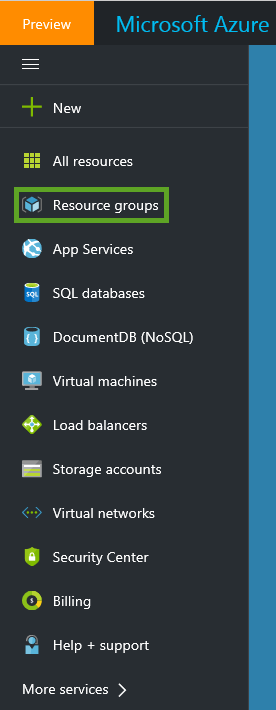 Preview Microsoft Azure
New
All resources
Resource groups
App Services
SQL databases
DocumentDB (NoSQL)
Virtual machines
Load balancers
Storage accounts
Virtual networks
Security Center
Billing
Help + support
More services